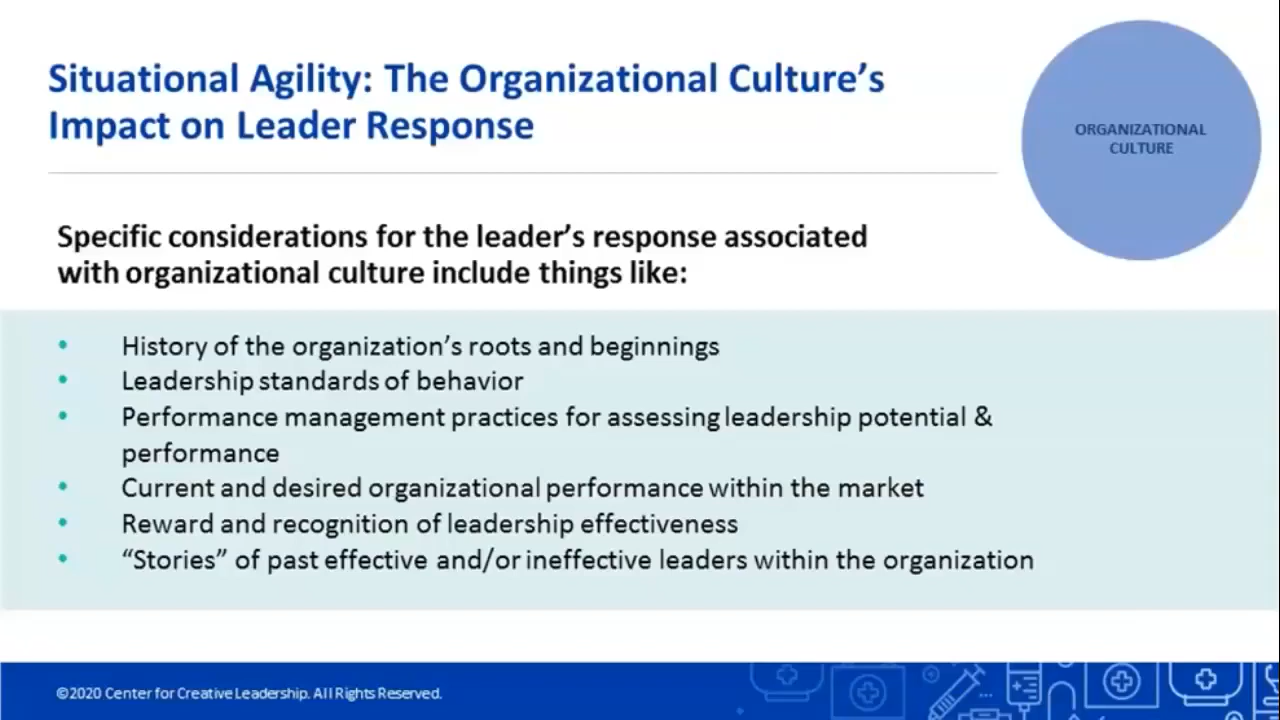 Situational Agility: The Organizational Culture’s
Impact on Leader Response
ORGANIZATIONAL
CULTURE
Specific considerations for the leader’s response associated
with organizational culture include things like:
• History of the organization’s roots and beginnings
• Leadership standards of behavior
• Performance management practices for assessing leadership potential &
performance
• Current and desired organizational performance within the market
• Reward and recognition of leadership effectiveness
• “Stories” of past effective and/or ineffective leaders within the organization
©2020 Center for Creative Leadership. All Rights Reserved.